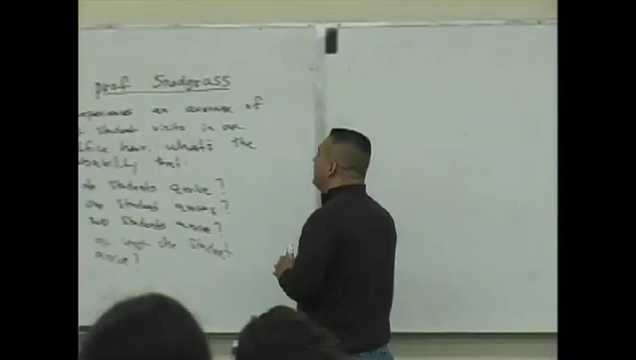 prof Snodgrass
experiences an average of
student visits in an
office hour. what's the
probability that:
no students arrive?
one student arrives?
two students arrive?
at least one student
arrive?